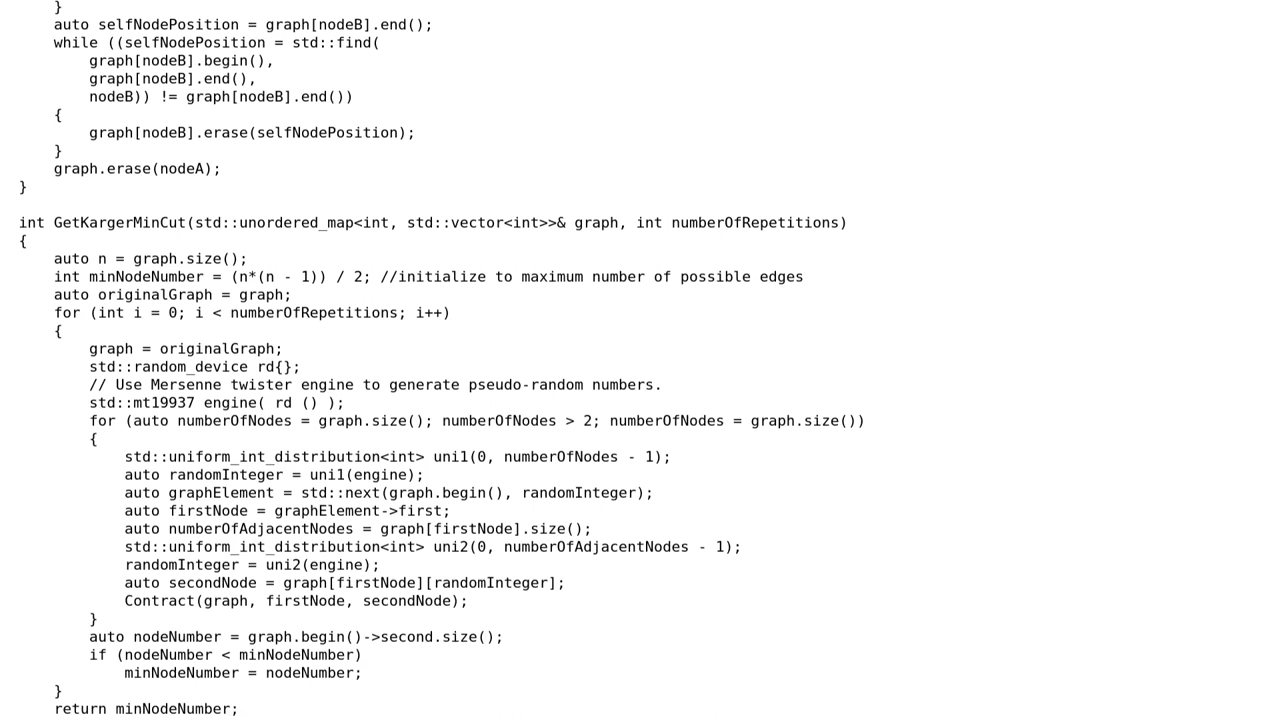 }
    auto selfNodePosition = graph[nodeB].end();
    while ((selfNodePosition = std::find(
        graph[nodeB].begin(),
        graph[nodeB].end(),
        nodeB)) != graph[nodeB].end())
    {
        graph[nodeB].erase(selfNodePosition);
    }
    graph.erase(nodeA);
}

int GetKargerMinCut(std::unordered_map<int, std::vector<int>>& graph, int numberOfRepetitions)
{
    auto n = graph.size();
    int minNodeNumber = (n*(n - 1)) / 2; //initialize to maximum number of possible edges
    auto originalGraph = graph;
    for (int i = 0; i < numberOfRepetitions; i++)
    {
        graph = originalGraph;
        std::random_device rd{};
        // Use Mersenne twister engine to generate pseudo-random numbers.
        std::mt19937 engine( rd () );
        for (auto numberOfNodes = graph.size(); numberOfNodes > 2; numberOfNodes = graph.size())
        {
            std::uniform_int_distribution<int> uni1(0, numberOfNodes - 1);
            auto randomInteger = uni1(engine);
            auto graphElement = std::next(graph.begin(), randomInteger);
            auto firstNode = graphElement->first;
            auto numberOfAdjacentNodes = graph[firstNode].size();
            std::uniform_int_distribution<int> uni2(0, numberOfAdjacentNodes - 1);
            randomInteger = uni2(engine);
            auto secondNode = graph[firstNode][randomInteger];
            Contract(graph, firstNode, secondNode);
        }
        auto nodeNumber = graph.begin()->second.size();
        if (nodeNumber < minNodeNumber)
            minNodeNumber = nodeNumber;
    }
    return minNodeNumber;